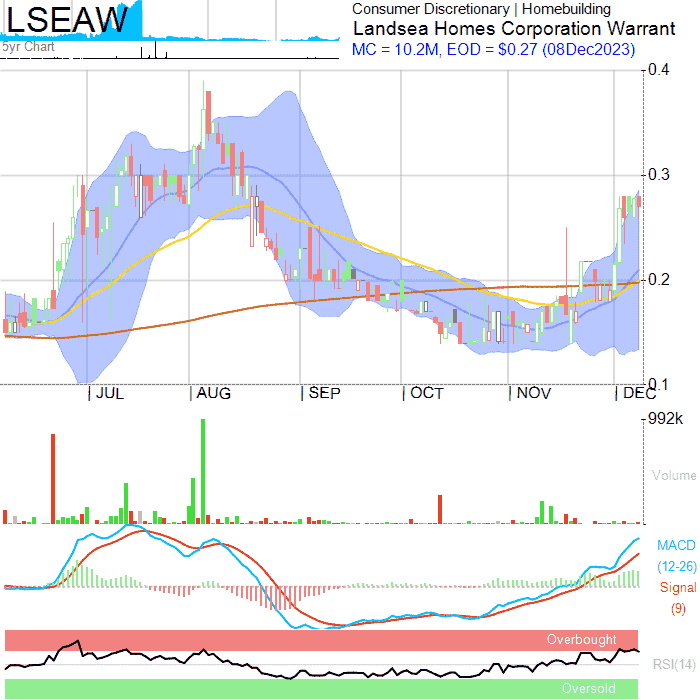 LSEAW
5yr Chart
Consumer Discretionary | Homebuilding
Landsea Homes Corporation Warrant
MC = 10.2M, EOD = $0.27 (08Dec2023)
0.4
0.3
0.2
0.1
JUL
AUG
SEP
OCT
NOV
DEC
992k
Volume
MACD
(12-26)
Signal
(9)
Overbought
RSI(14)
Oversold